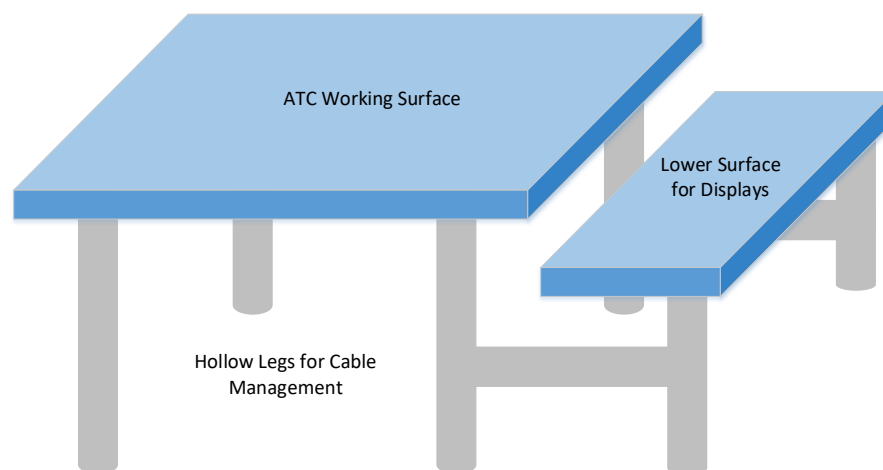 ATC Working Surface
Lower Surface
for Displays
Hollow Legs for Cable
Management